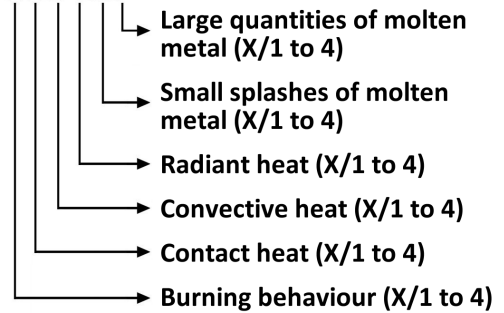 Large quantities of molten
metal (X/1 to 4)
Small splashes of molten
metal (X/1 to 4)
Radiant heat (X/1 to 4)
Convective heat (X/1 to 4)
Contact heat (X/1 to 4)
Burning behaviour (X/1 to 4)